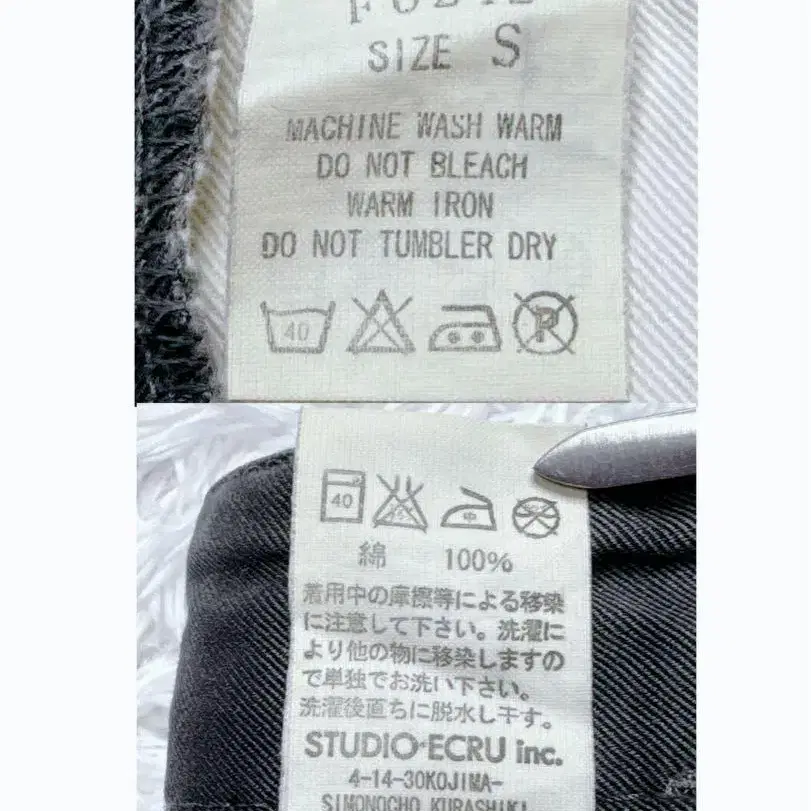 SIZE S
MACHINE WASH WARM
DO NOT BLEACH
WARM IRON
DO NOT TUMBLER DRY
40
P
40
中
綿 100%
着用中の摩擦等による移染
に注意して下さい。洗濯に
より他の物に移染しますの
で単独でお洗い下さい。
洗濯後直ちに脱水し干す。
STUDIO・ECRU inc.
4-14-30KOJIMA-
SIMONOCHO KURASHIKI